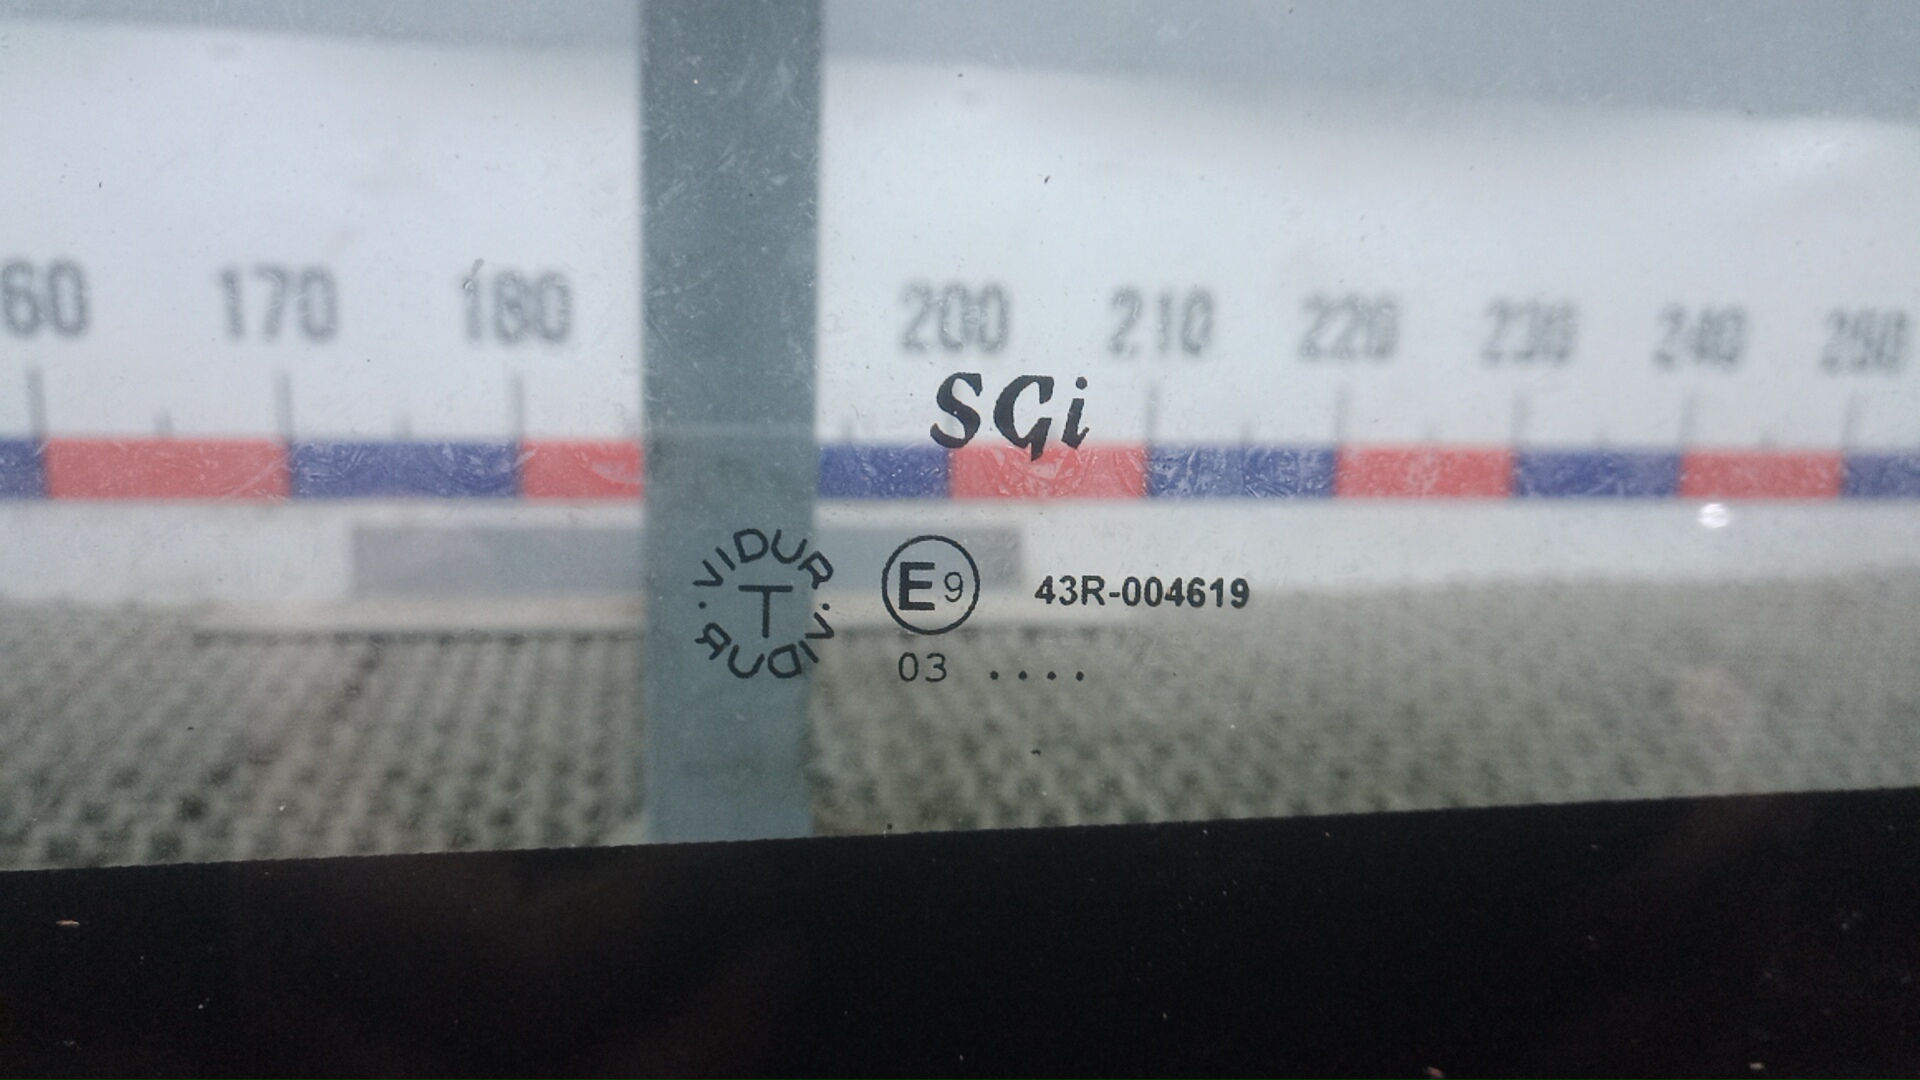 60 170 180 200 210 220 230 240 250
SGi
VIDUR · VIDUR ·
T
E9 43R-004619
03 ....